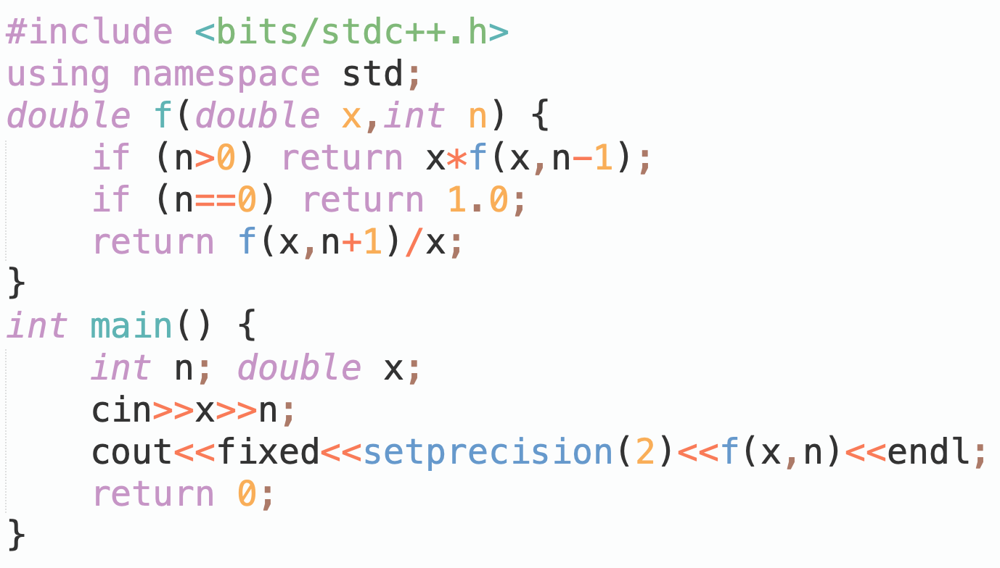 #include <bits/stdc++.h>
using namespace std;
double f(double x,int n) {
    if (n>0) return x*f(x,n-1);
    if (n==0) return 1.0;
    return f(x,n+1)/x;
}
int main() {
    int n; double x;
    cin>>x>>n;
    cout<<fixed<<setprecision(2)<<f(x,n)<<endl;
    return 0;
}